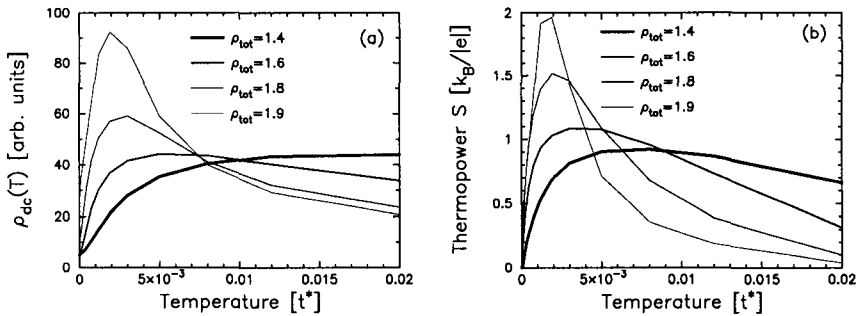 100
80
60
40
20
0
ρdc(T) [arb. units]
(a)
ρtot=1.4
ρtot=1.6
ρtot=1.8
ρtot=1.9
0 5×10⁻³ 0.01 0.015 0.02
Temperature [t*]
2
1.5
1
0.5
0
Thermopower S [kB/|e|]
(b)
ρtot=1.4
ρtot=1.6
ρtot=1.8
ρtot=1.9
0 5×10⁻³ 0.01 0.015 0.02
Temperature [t*]